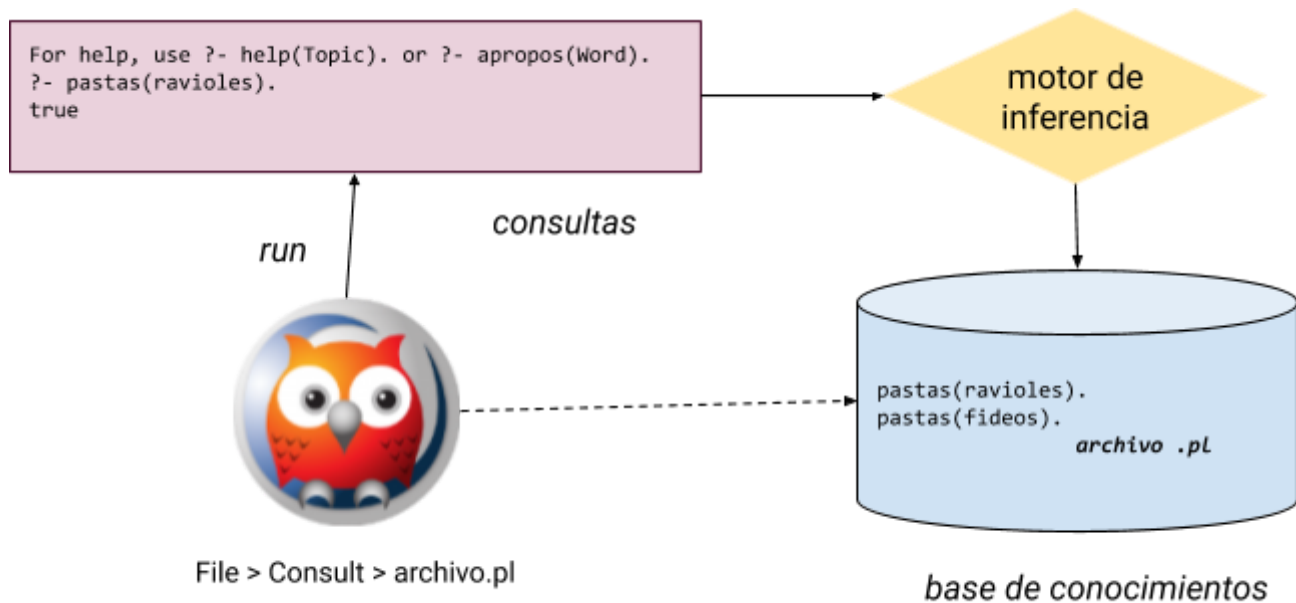 For help, use ?- help(Topic). or ?- apropos(Word).
?- pastas(ravioles).
true
motor de
inferencia
consultas
run
pastas(ravioles).
pastas(fideos).
archivo .pl
File > Consult > archivo.pl
base de conocimientos